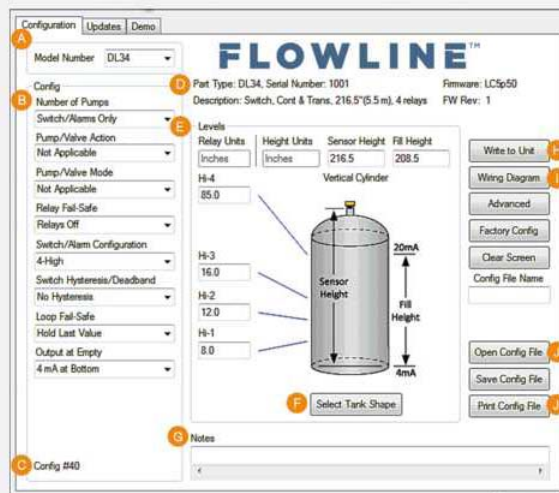 Configuration Updates Demo
A
Model Number DL34
FLOWLINE™
D Part Type: DL34, Serial Number: 1001 Firmware: LC5p50
Description: Switch, Cont & Trans, 216.5"(5.5 m), 4 relays FW Rev: 1
Config
B Number of Pumps
Switch/Alarms Only
Pump/Valve Action
Not Applicable
Pump/Valve Mode
Not Applicable
Relay Fail-Safe
Relays Off
Switch/Alarm Configuration
4-High
Switch Hysteresis/Deadband
No Hysteresis
Loop Fail-Safe
Hold Last Value
Output at Empty
4 mA at Bottom
C Config #40
E Levels
Relay Units Height Units Sensor Height Fill Height
Inches Inches 216.5 208.5
Hi-4 Vertical Cylinder
85.0
20mA
Hi-3
16.0
Sensor
Height
Hi-2
12.0
Fill
Height
Hi-1
8.0
4mA
F Select Tank Shape
G Notes
Write to Unit H
Wiring Diagram I
Advanced
Factory Config
Clear Screen
Config File Name
Open Config File J
Save Config File
Print Config File J